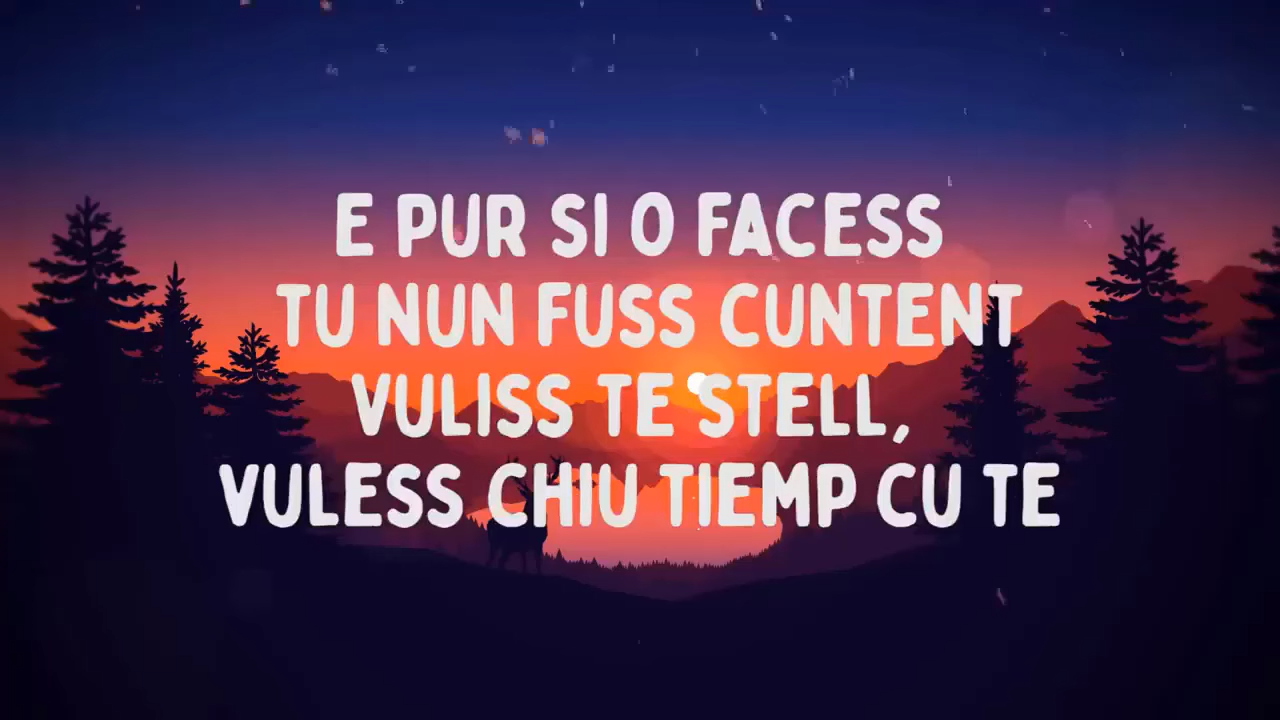 E PUR SI O FACESS
TU NUN FUSS CUNTENT
VULISS TE STELL,
VULESS CHIU TIEMP CU TE